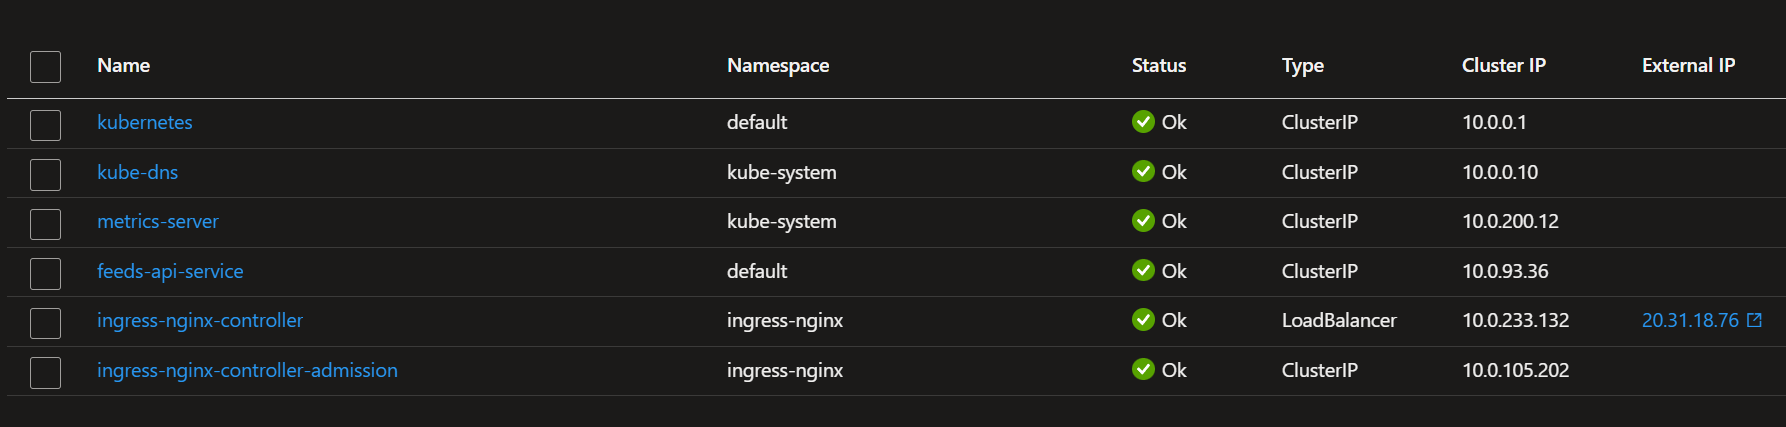 Name Namespace Status Type Cluster IP External IP
kubernetes default Ok ClusterIP 10.0.0.1
kube-dns kube-system Ok ClusterIP 10.0.0.10
metrics-server kube-system Ok ClusterIP 10.0.200.12
feeds-api-service default Ok ClusterIP 10.0.93.36
ingress-nginx-controller ingress-nginx Ok LoadBalancer 10.0.233.132 20.31.18.76
ingress-nginx-controller-admission ingress-nginx Ok ClusterIP 10.0.105.202